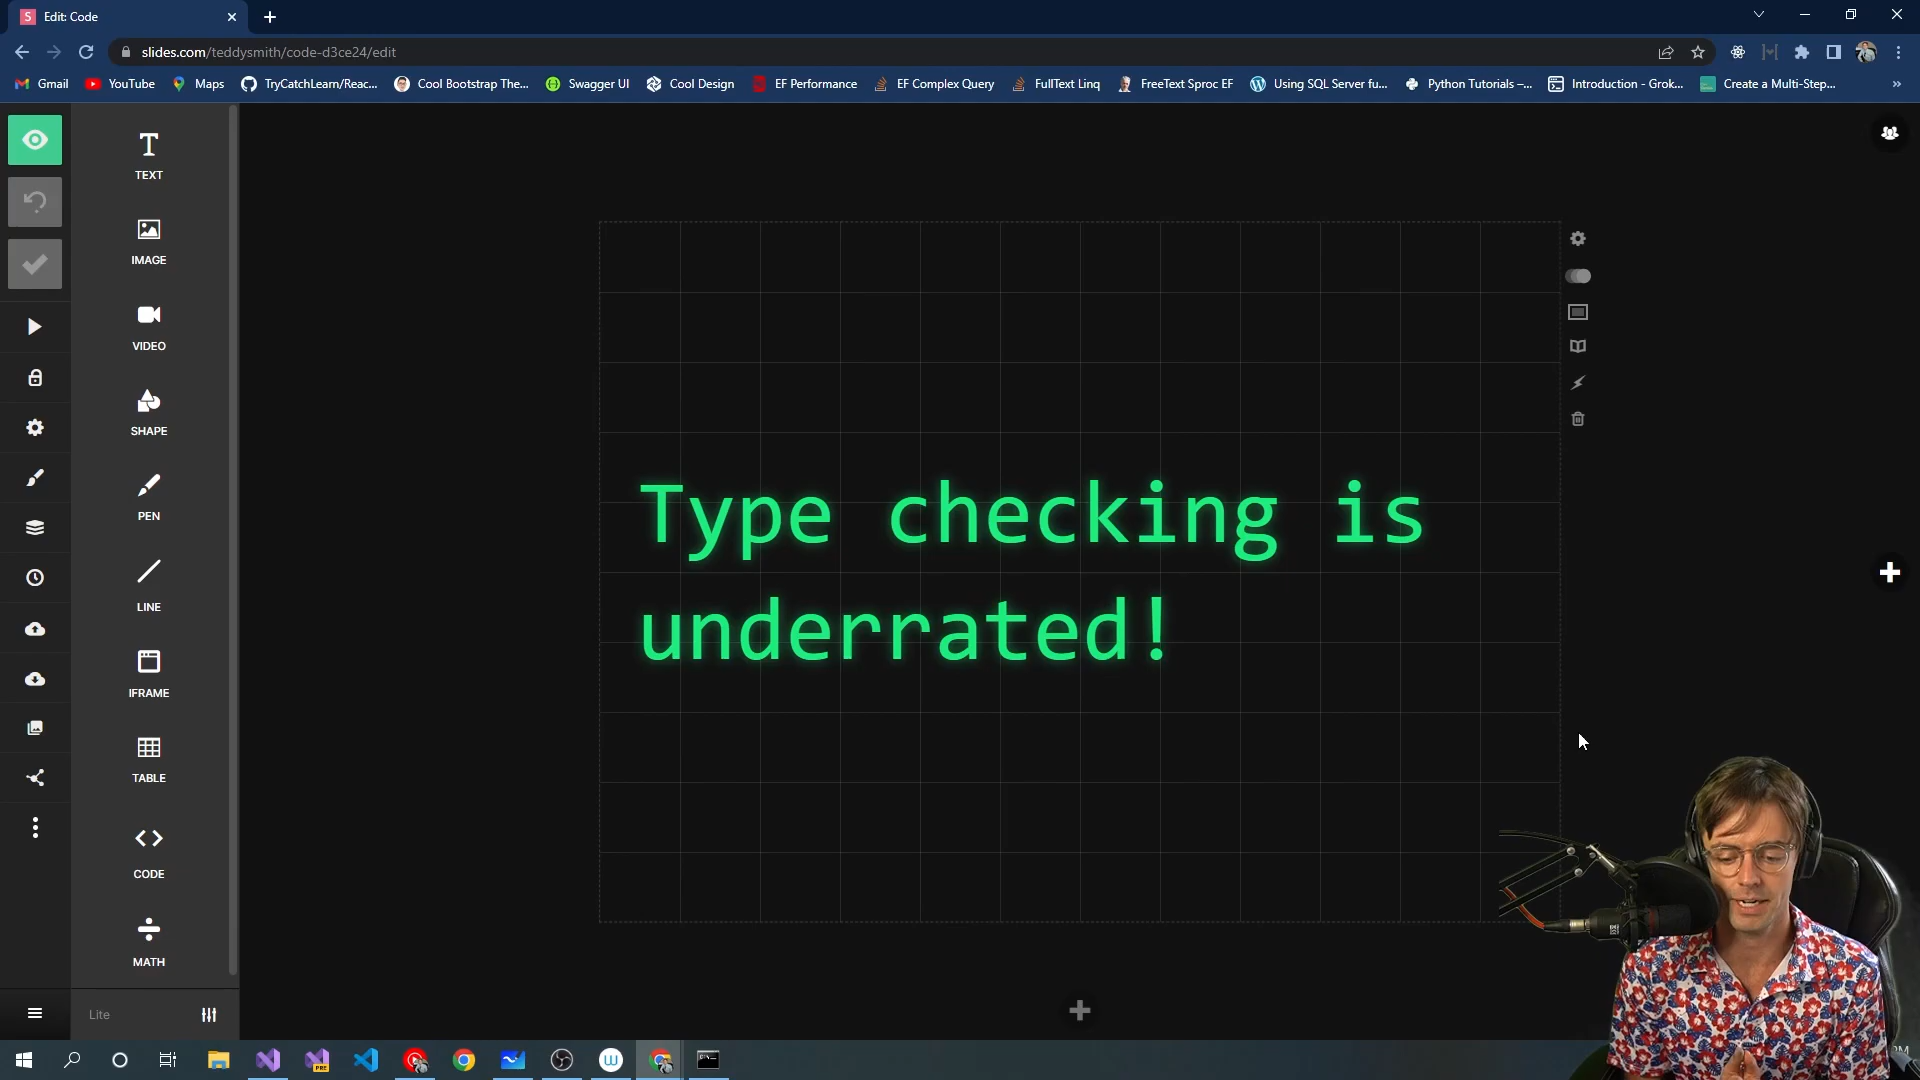 Edit: Code
slides.com/teddysmith/code-d3ce24/edit
Gmail
YouTube
Maps
TryCatchLearn/Reac...
Cool Bootstrap The...
Swagger UI
Cool Design
EF Performance
EF Complex Query
FullText Linq
FreeText Sproc EF
Using SQL Server fu...
Python Tutorials –...
Introduction - Grok...
Create a Multi-Step...
TEXT
IMAGE
VIDEO
SHAPE
PEN
LINE
IFRAME
TABLE
CODE
MATH
Lite
Type checking is
underrated!